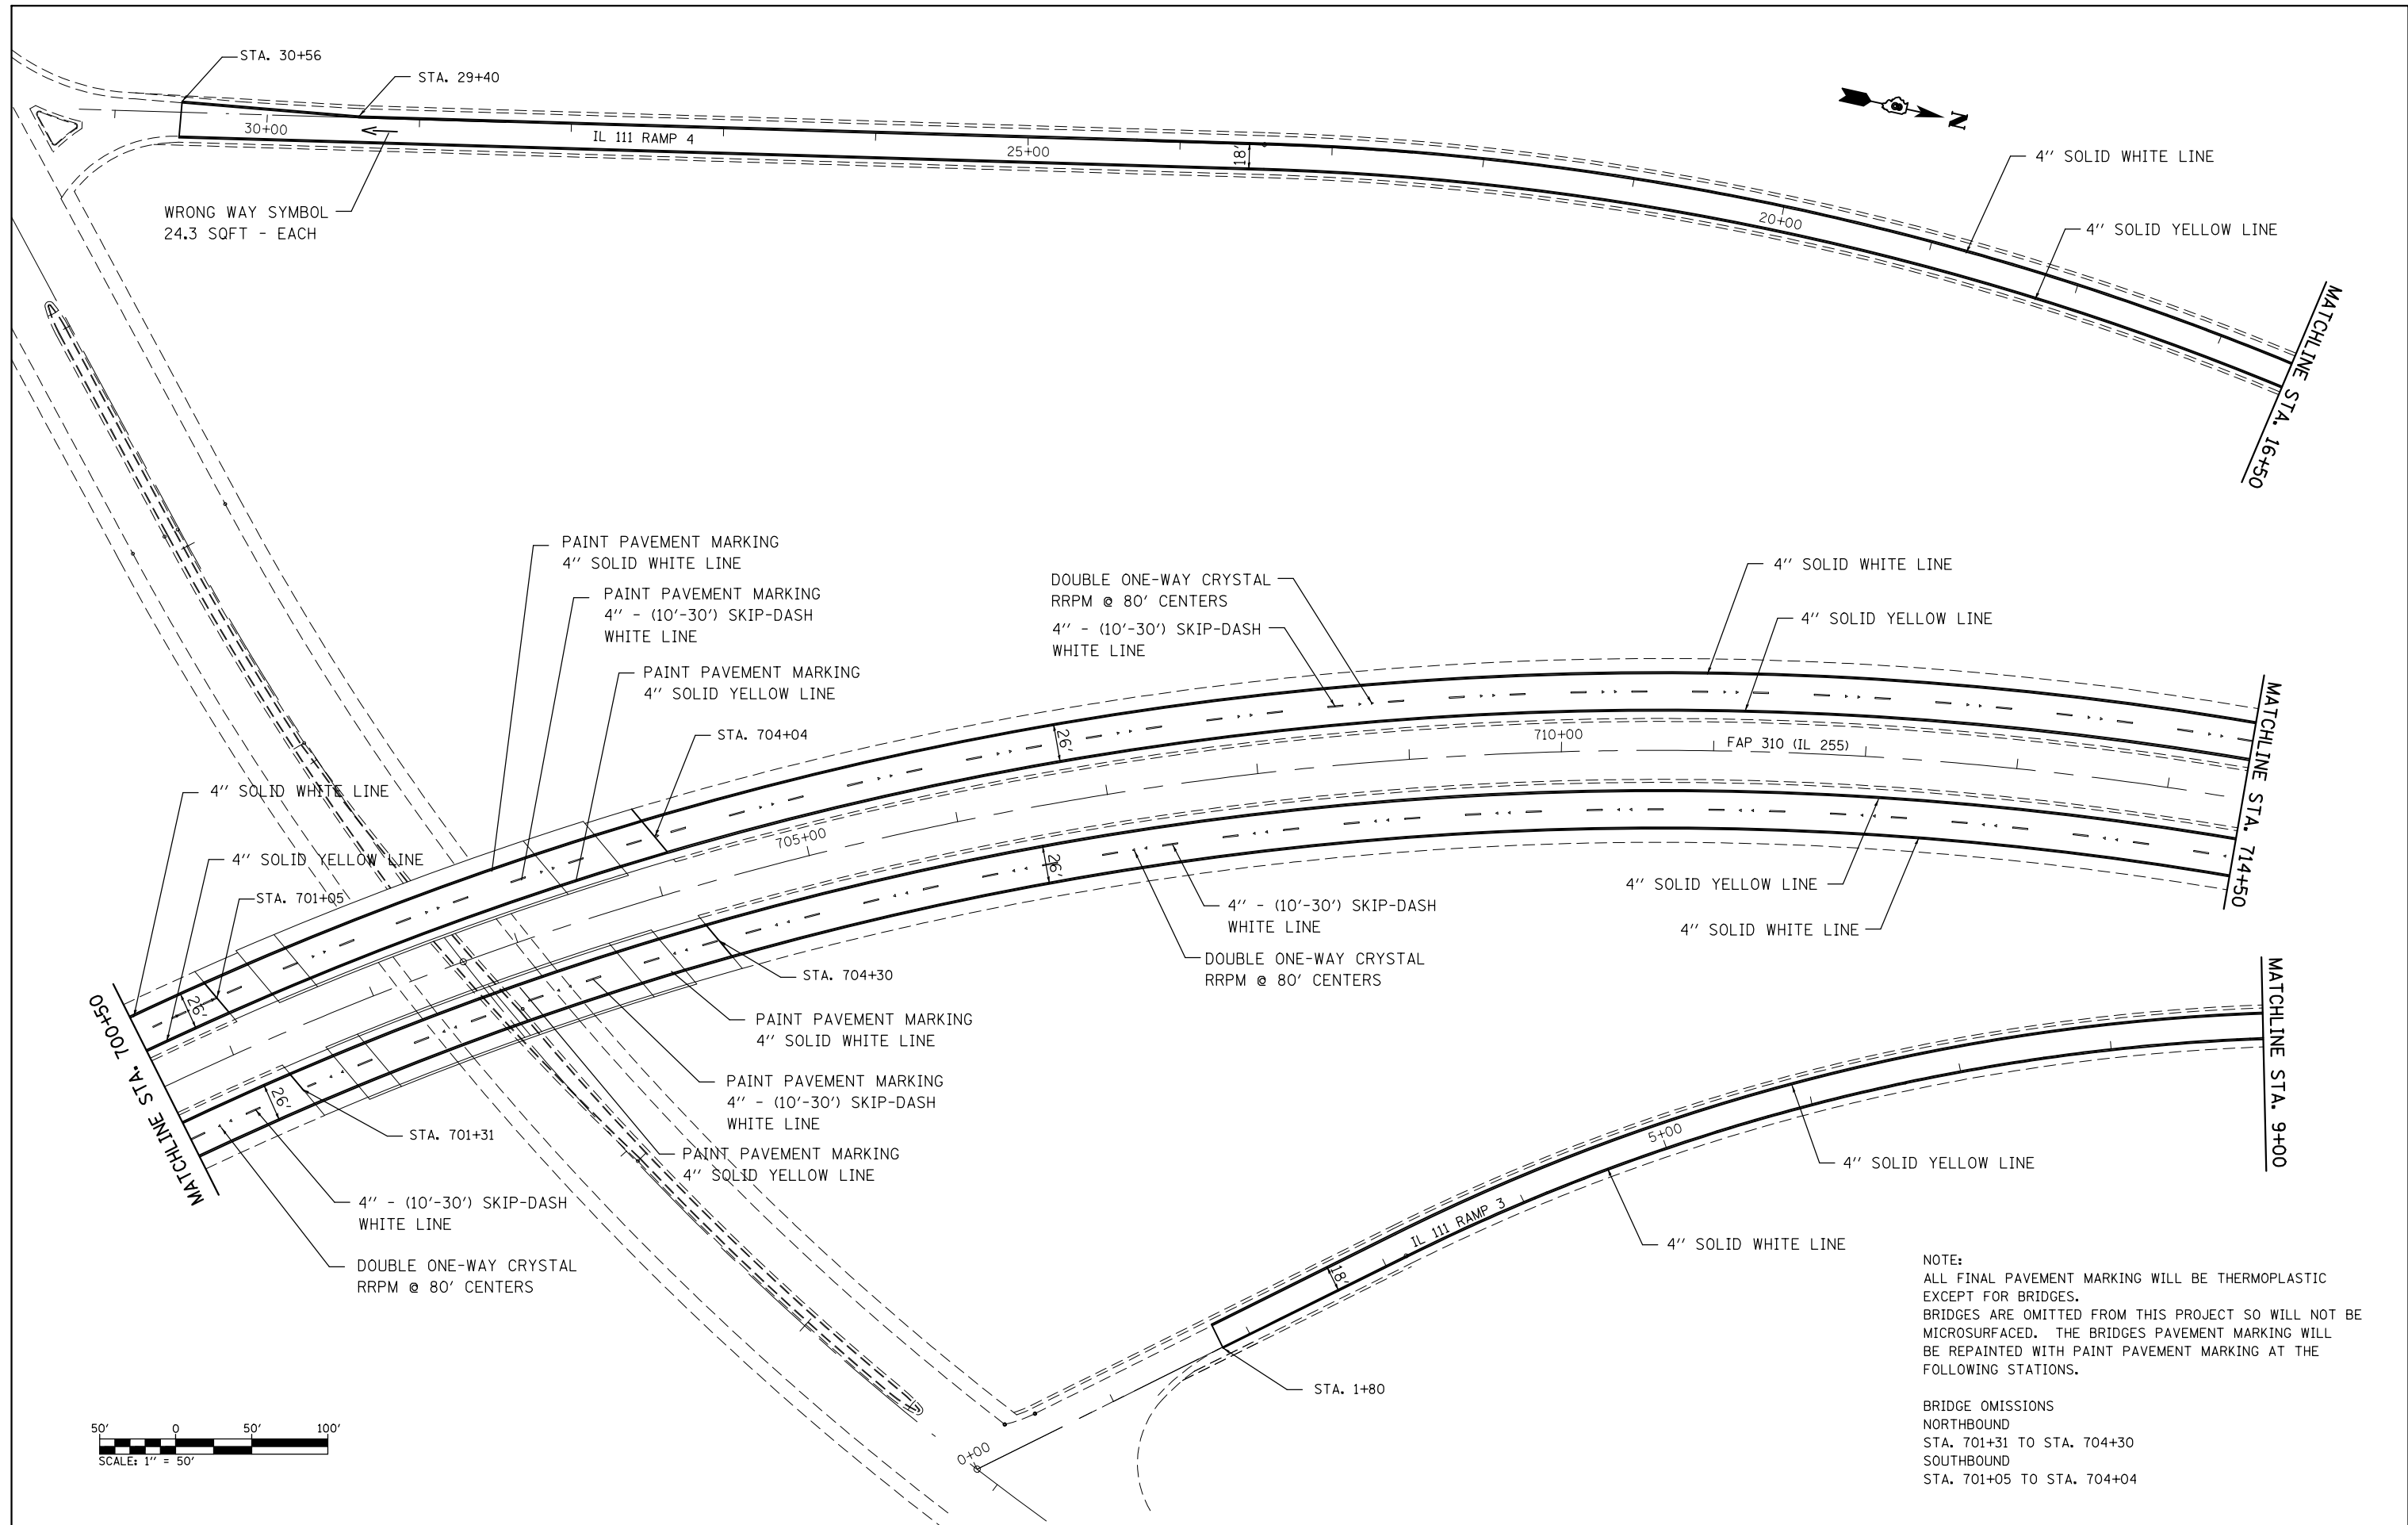 STA. 30+56
STA. 29+40
30+00
IL 111 RAMP 4
25+00
18'
20+00
N
4'' SOLID WHITE LINE
4'' SOLID YELLOW LINE
WRONG WAY SYMBOL
24.3 SQFT - EACH
MATCHLINE STA. 16+50
PAINT PAVEMENT MARKING
4'' SOLID WHITE LINE
PAINT PAVEMENT MARKING
4'' - (10'-30') SKIP-DASH
WHITE LINE
PAINT PAVEMENT MARKING
4'' SOLID YELLOW LINE
STA. 704+04
DOUBLE ONE-WAY CRYSTAL
RRPM @ 80' CENTERS
4'' - (10'-30') SKIP-DASH
WHITE LINE
4'' SOLID WHITE LINE
4'' SOLID YELLOW LINE
26'
710+00
FAP 310 (IL 255)
MATCHLINE STA. 714+50
4'' SOLID WHITE LINE
4'' SOLID YELLOW LINE
STA. 701+05
705+00
26'
26'
26'
MATCHLINE STA. 700+50
4'' SOLID YELLOW LINE
4'' SOLID WHITE LINE
4'' - (10'-30') SKIP-DASH
WHITE LINE
DOUBLE ONE-WAY CRYSTAL
RRPM @ 80' CENTERS
STA. 704+30
PAINT PAVEMENT MARKING
4'' SOLID WHITE LINE
PAINT PAVEMENT MARKING
4'' - (10'-30') SKIP-DASH
WHITE LINE
PAINT PAVEMENT MARKING
4'' SOLID YELLOW LINE
STA. 701+31
4'' - (10'-30') SKIP-DASH
WHITE LINE
DOUBLE ONE-WAY CRYSTAL
RRPM @ 80' CENTERS
MATCHLINE STA. 9+00
5+00
4'' SOLID YELLOW LINE
IL 111 RAMP 3
18'
4'' SOLID WHITE LINE
STA. 1+80
0+00
NOTE:
ALL FINAL PAVEMENT MARKING WILL BE THERMOPLASTIC
EXCEPT FOR BRIDGES.
BRIDGES ARE OMITTED FROM THIS PROJECT SO WILL NOT BE
MICROSURFACED. THE BRIDGES PAVEMENT MARKING WILL
BE REPAINTED WITH PAINT PAVEMENT MARKING AT THE
FOLLOWING STATIONS.
BRIDGE OMISSIONS
NORTHBOUND
STA. 701+31 TO STA. 704+30
SOUTHBOUND
STA. 701+05 TO STA. 704+04
50' 0 50' 100'
SCALE: 1'' = 50'